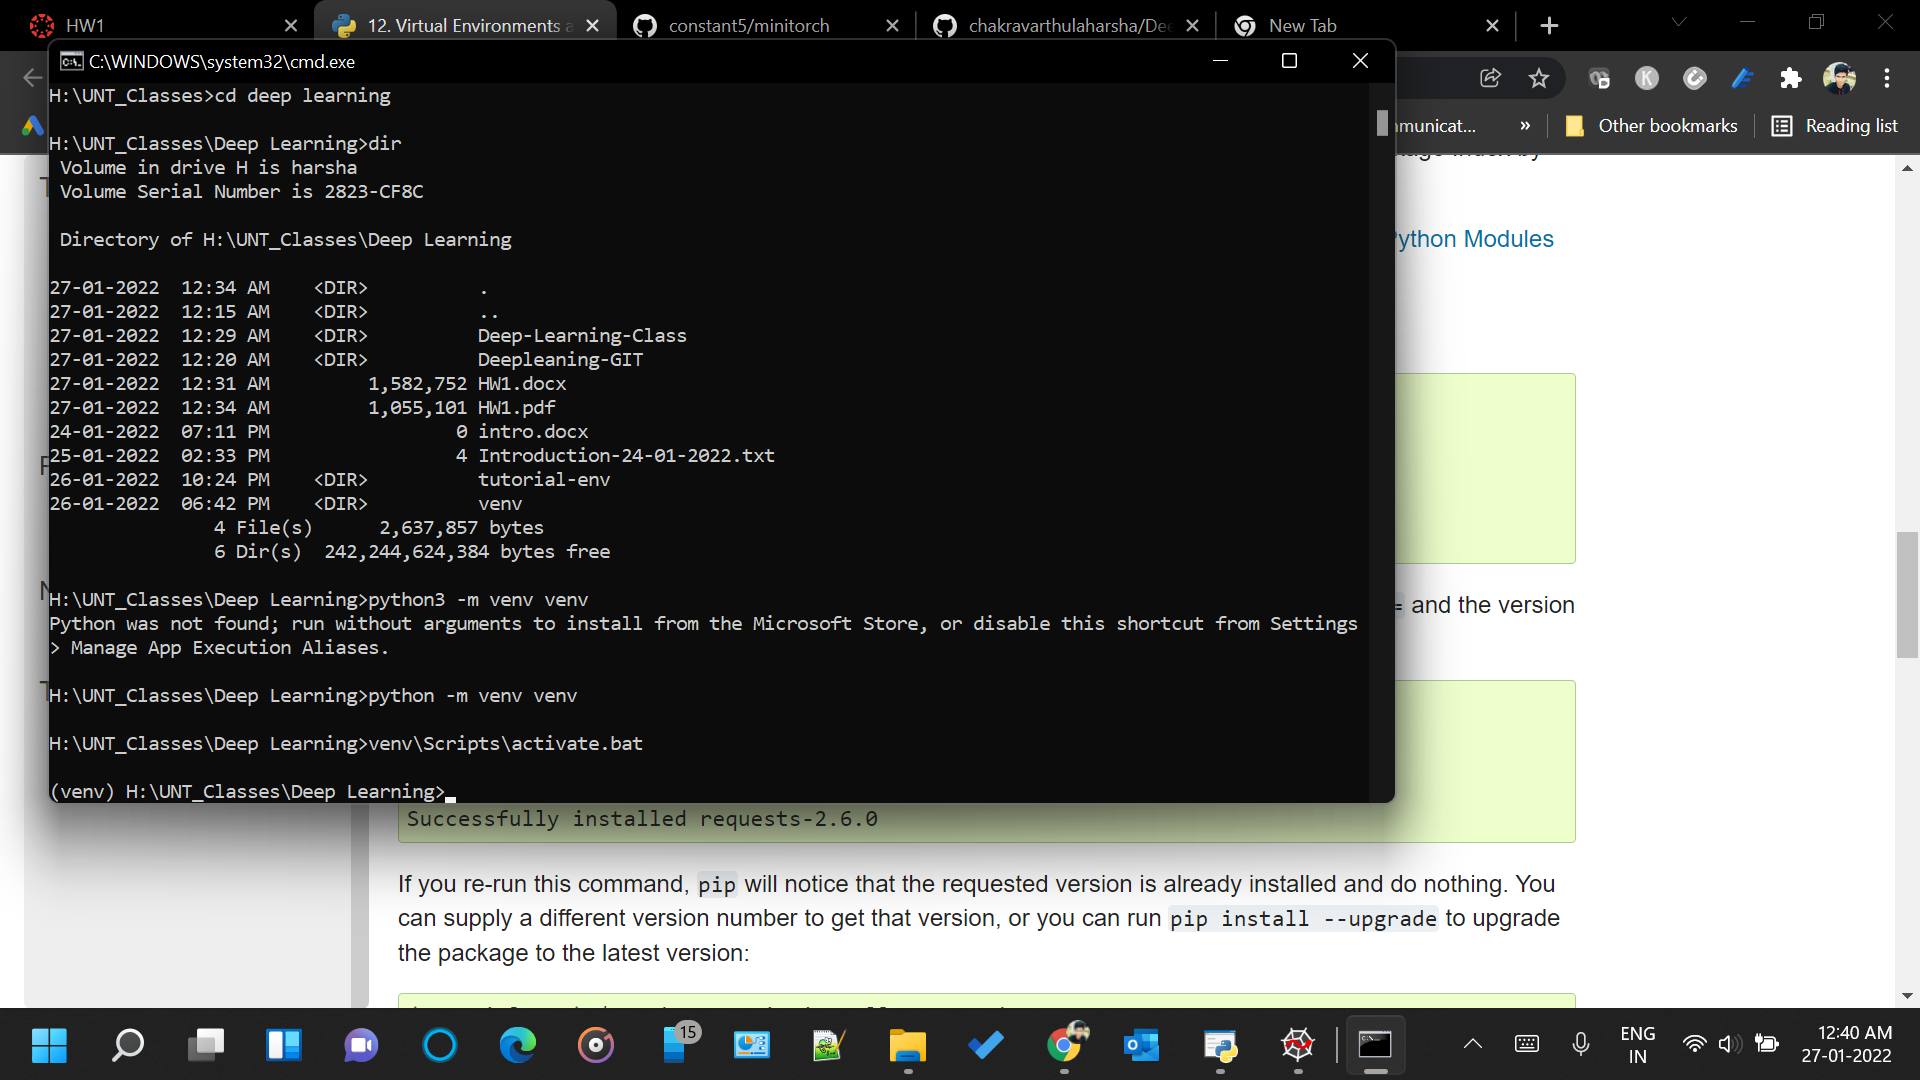 HW1
12. Virtual Environments a
constant5/minitorch
chakravarthulaharsha/Dee
New Tab
C:\WINDOWS\system32\cmd.exe
H:\UNT_Classes>cd deep learning
municat...
»
Other bookmarks
Reading list
H:\UNT_Classes\Deep Learning>dir
Volume in drive H is harsha
Volume Serial Number is 2823-CF8C
Directory of H:\UNT_Classes\Deep Learning
ython Modules
27-01-2022 12:34 AM <DIR> .
27-01-2022 12:15 AM <DIR> ..
27-01-2022 12:29 AM <DIR> Deep-Learning-Class
27-01-2022 12:20 AM <DIR> Deepleaning-GIT
27-01-2022 12:31 AM 1,582,752 HW1.docx
27-01-2022 12:34 AM 1,055,101 HW1.pdf
24-01-2022 07:11 PM 0 intro.docx
25-01-2022 02:33 PM 4 Introduction-24-01-2022.txt
26-01-2022 10:24 PM <DIR> tutorial-env
26-01-2022 06:42 PM <DIR> venv
4 File(s) 2,637,857 bytes
6 Dir(s) 242,244,624,384 bytes free
H:\UNT_Classes\Deep Learning>python3 -m venv venv
Python was not found; run without arguments to install from the Microsoft Store, or disable this shortcut from Settings
> Manage App Execution Aliases.
= and the version
H:\UNT_Classes\Deep Learning>python -m venv venv
H:\UNT_Classes\Deep Learning>venv\Scripts\activate.bat
(venv) H:\UNT_Classes\Deep Learning>
Successfully installed requests-2.6.0
If you re-run this command, pip will notice that the requested version is already installed and do nothing. You
can supply a different version number to get that version, or you can run pip install --upgrade to upgrade
the package to the latest version:
15
ENG
IN
12:40 AM
27-01-2022